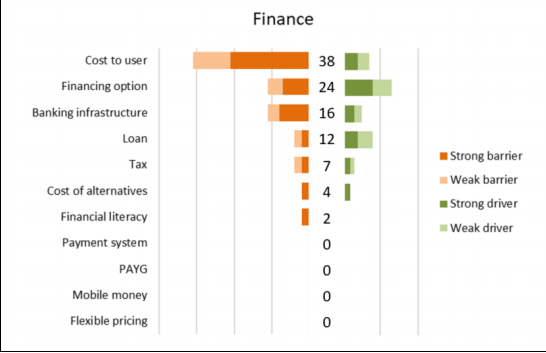 Finance
Cost to user 38
Financing option 24
Banking infrastructure 16
Loan 12
Tax 7
Cost of alternatives 4
Financial literacy 2
Payment system 0
PAYG 0
Mobile money 0
Flexible pricing 0
Strong barrier
Weak barrier
Strong driver
Weak driver